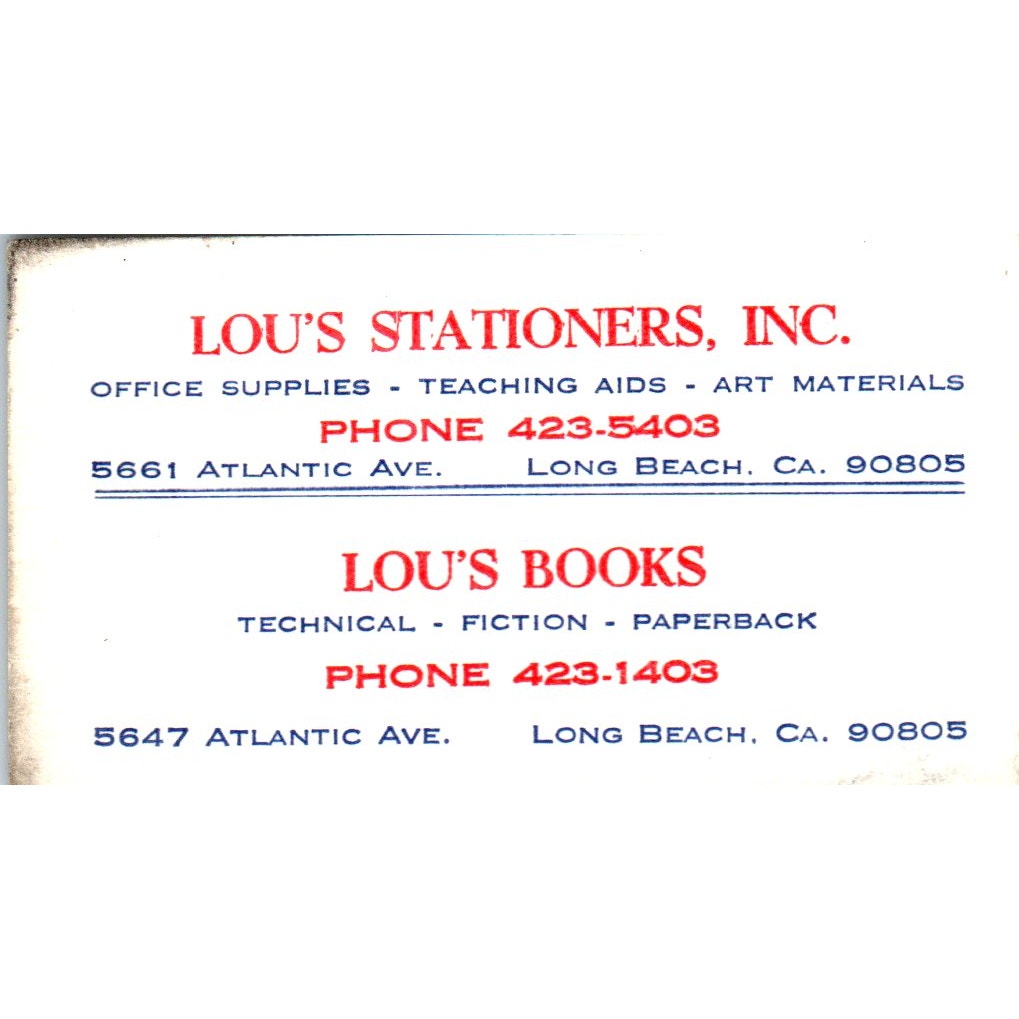 LOU'S STATIONERS, INC.
OFFICE SUPPLIES - TEACHING AIDS - ART MATERIALS
PHONE 423-5403
5661 ATLANTIC AVE. LONG BEACH, CA. 90805
LOU'S BOOKS
TECHNICAL - FICTION - PAPERBACK
PHONE 423-1403
5647 ATLANTIC AVE. LONG BEACH, CA. 90805